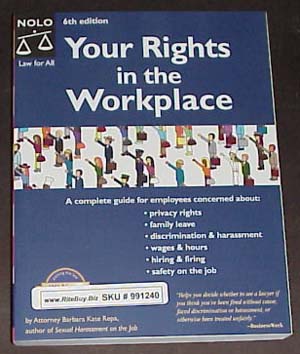 NOLO
6th edition
Law for All
Your Rights
in the
Workplace
A complete guide for employees concerned about:
• privacy rights
• family leave
• discrimination & harassment
• wages & hours
• hiring & firing
• safety on the job
www.RiteBuy.Biz SKU # 991240
by Attorney Barbara Kate Repa,
author of Sexual Harassment on the Job
"Helps you decide whether to see a lawyer if
you think you've been fired without cause,
faced discrimination or harassment, or
otherwise been treated unfairly."
—BusinessWeek